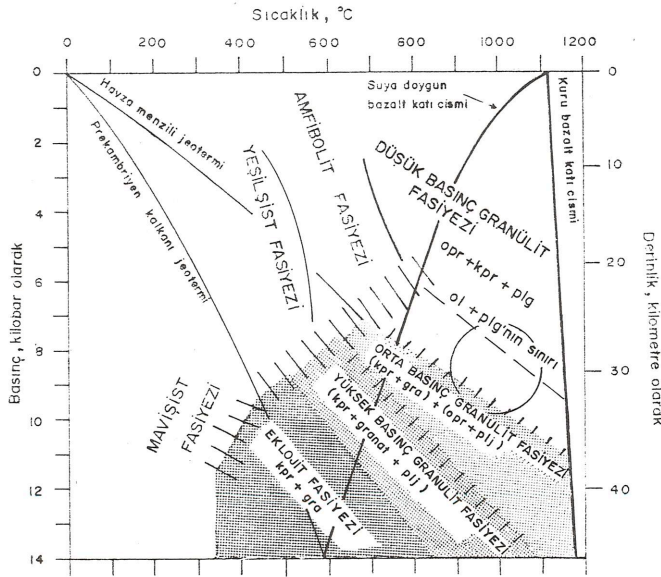 Sıcaklık, °C
0 200 400 600 800 1000 1200
Basınç, kilobar olarak
0
2
4
6
8
10
12
14
Derinlik, kilometre olarak
0
10
20
30
40
Havza menzili jeotermi
Prekambriyen kalkanı jeotermi
Suya doygun
bazalt katı cismi
Kuru bazalt katı cismi
YEŞİLŞİST FASİYEZİ
AMFİBOLİT FASİYEZİ
DÜŞÜK BASINÇ GRANÜLİT
FASİYEZİ
opr + kpr + plg
ol + plg'nin sınırı
ORTA BASINÇ GRANÜLİT FASİYEZİ
(kpr + gra) + (opr + plj)
YÜKSEK BASINÇ GRANÜLİT FASİYEZİ
(kpr + granat + plj)
MAVİŞİST
FASİYEZİ
EKLOJİT FASİYEZİ
kpr + gra